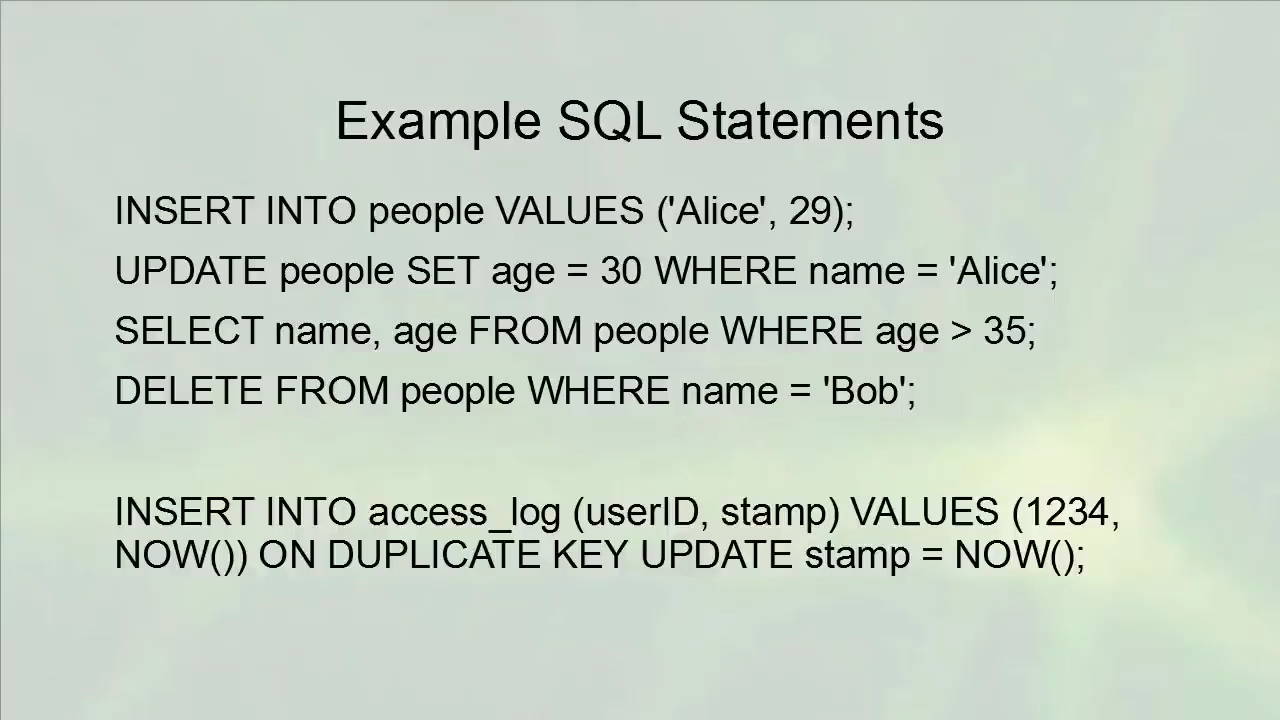 Example SQL Statements
INSERT INTO people VALUES ('Alice', 29);
UPDATE people SET age = 30 WHERE name = 'Alice';
SELECT name, age FROM people WHERE age > 35;
DELETE FROM people WHERE name = 'Bob';
INSERT INTO access_log (userID, stamp) VALUES (1234,
NOW()) ON DUPLICATE KEY UPDATE stamp = NOW();